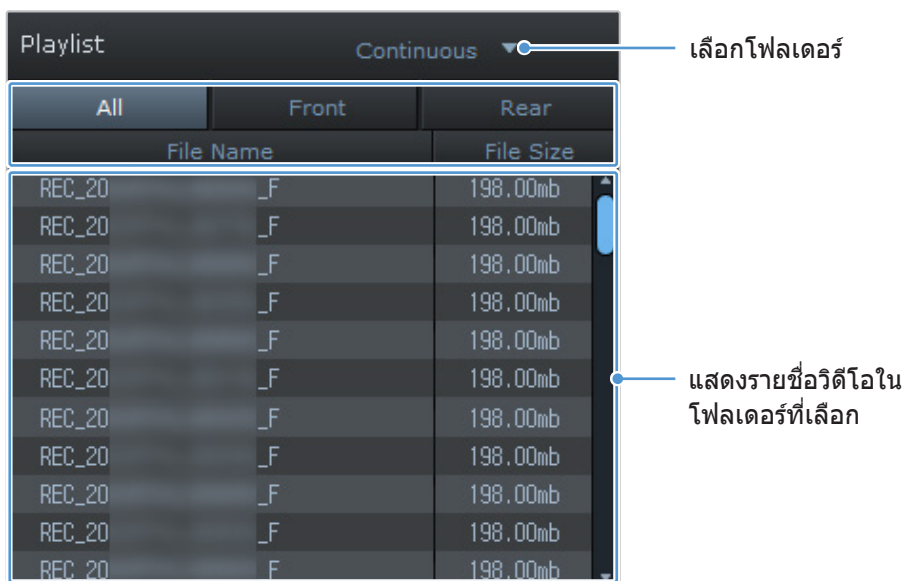 Playlist
Continuous
เลือกโฟลเดอร์
All Front Rear
File Name File Size
REC_20 _F 198.00mb
REC_20 _F 198.00mb
REC_20 _F 198.00mb
REC_20 _F 198.00mb
REC_20 _F 198.00mb
REC_20 _F 198.00mb
แสดงรายชื่อวิดีโอใน
โฟลเดอร์ที่เลือก
REC_20 _F 198.00mb
REC_20 _F 198.00mb
REC_20 _F 198.00mb
REC_20 _F 198.00mb
REC_20 _F 198.00mb